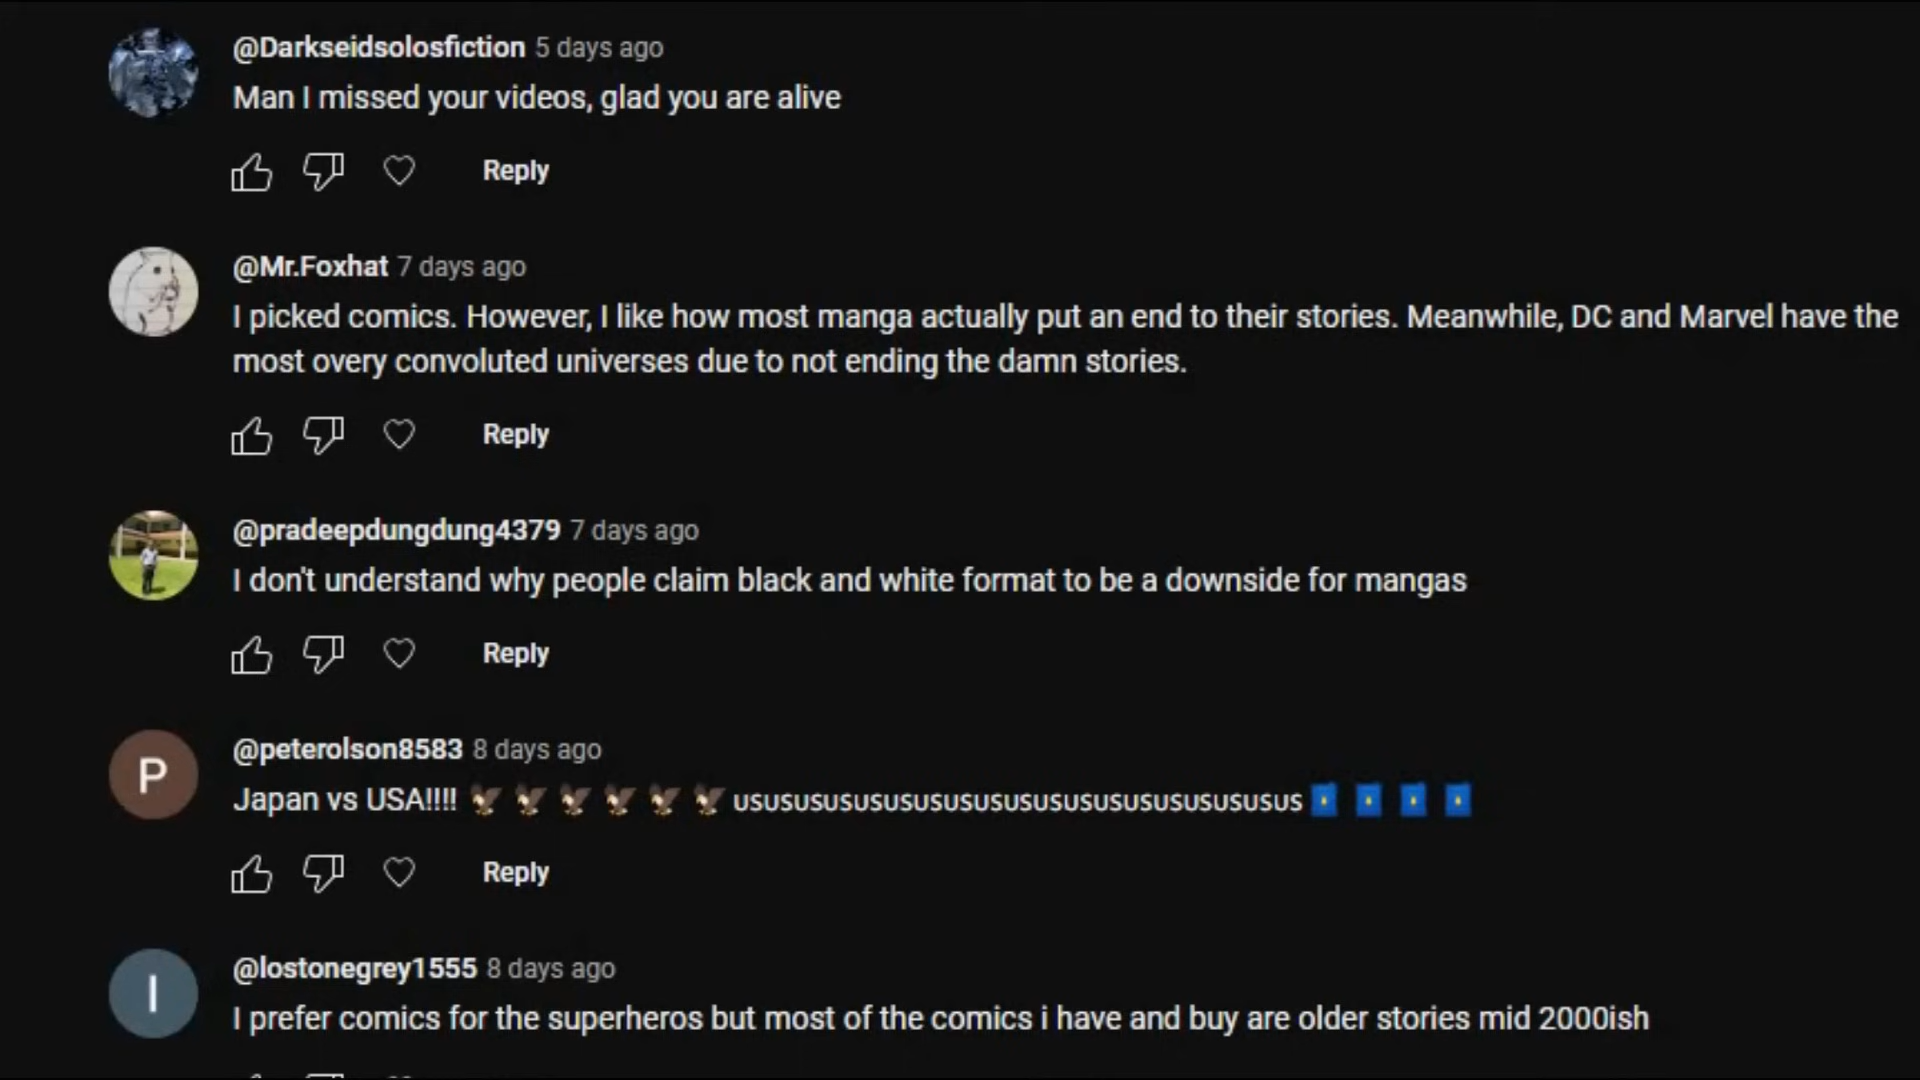 @Darkseidsolosfiction 5 days ago
Man I missed your videos, glad you are alive
Reply
@Mr.Foxhat 7 days ago
I picked comics. However, I like how most manga actually put an end to their stories. Meanwhile, DC and Marvel have the
most overy convoluted universes due to not ending the damn stories.
Reply
@pradeepdungdung4379 7 days ago
I don't understand why people claim black and white format to be a downside for mangas
Reply
P
@peterolson8583 8 days ago
Japan vs USA!!!! 🦅🦅🦅🦅🦅🦅usususususususususususususususususususus
Reply
l
@lostonegrey1555 8 days ago
I prefer comics for the superheros but most of the comics i have and buy are older stories mid 2000ish